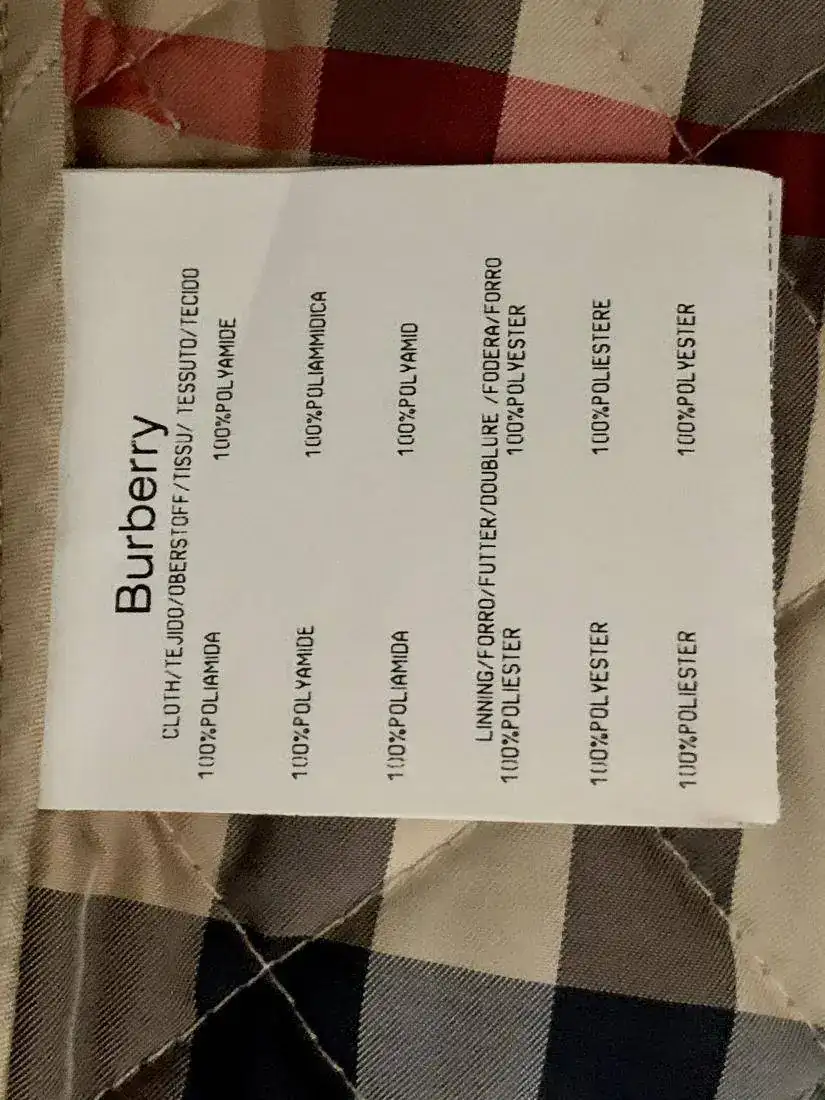 Burberry
CLOTH/TEJIDO/OBERSTOFF/TISSU/ TESSUTO/TECIDO
100%POLIAMIDA 100%POLYAMIDE
100%POLYAMIDE 100%POLIAMMIDICA
100%POLIAMIDA 100%POLYAMID
LINNING/FORRO/FUTTER/DOUBLURE /FODERA/FORRO
100%POLIESTER 100%POLYESTER
100%POLYESTER 100%POLIESTERE
100%POLIESTER 100%POLYESTER